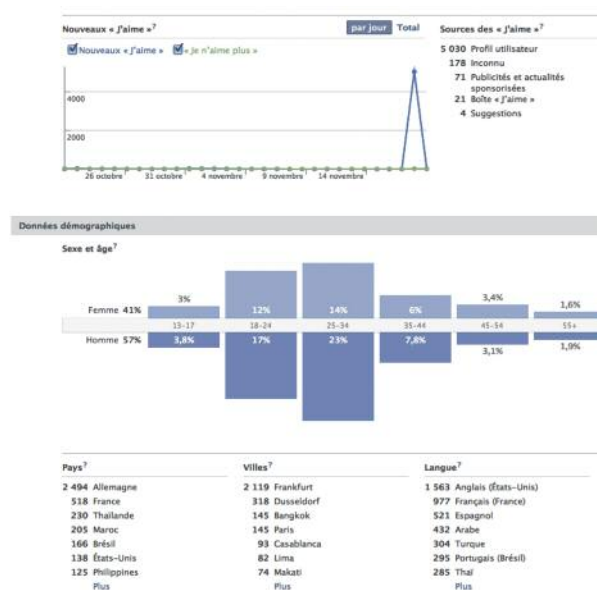 Nouveaux « J'aime »?
par jour Total
Sources des « J'aime »?
Nouveaux « J'aime » « Je n'aime plus »
4000
2000
26 octobre 31 octobre 4 novembre 9 novembre 14 novembre
5 030 Profil utilisateur
178 Inconnu
71 Publicités et actualités
sponsorisées
21 Boîte « J'aime »
4 Suggestions
Données démographiques
Sexe et âge?
3% 12% 14% 6% 3,4% 1,6%
Femme 41%
13-17 18-24 25-34 35-44 45-54 55+
Homme 57%
3,8% 17% 23% 7,8% 3,1% 1,9%
Pays?
2 494 Allemagne
518 France
230 Thaïlande
205 Maroc
166 Brésil
138 États-Unis
125 Philippines
Plus
Villes?
2 119 Frankfurt
318 Dusseldorf
145 Bangkok
145 Paris
93 Casablanca
82 Lima
74 Makati
Plus
Langue?
1 563 Anglais (États-Unis)
977 Français (France)
521 Espagnol
432 Arabe
304 Turque
295 Portugais (Brésil)
285 Thaï
Plus